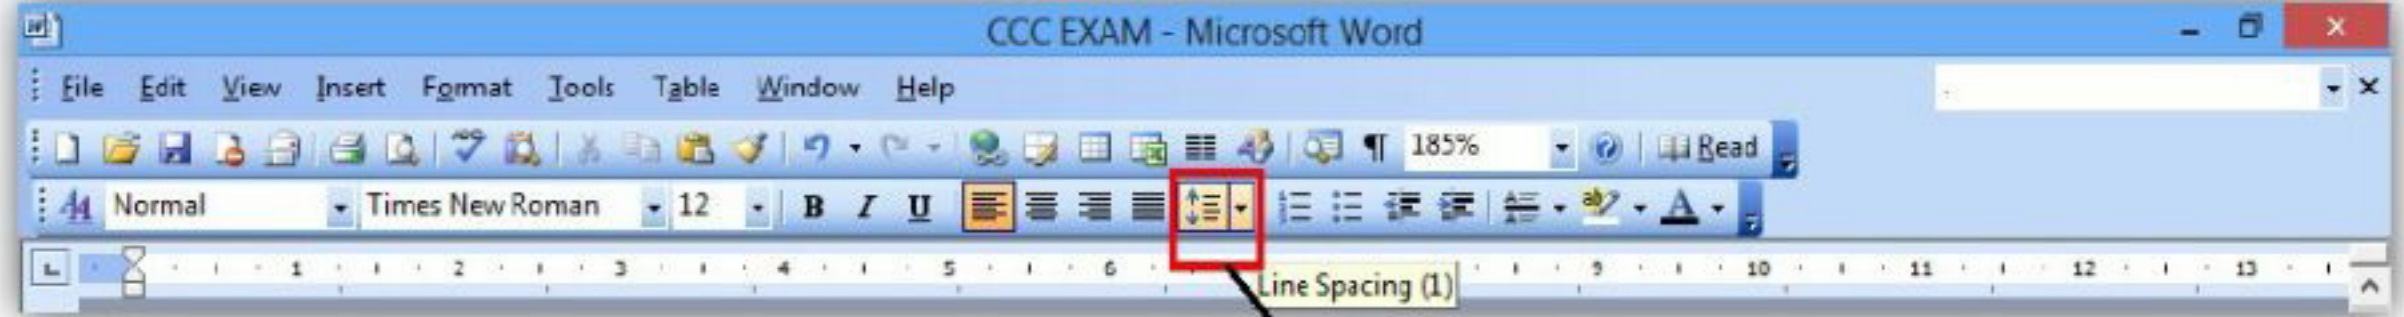 CCC EXAM - Microsoft Word
File Edit View Insert Format Tools Table Window Help
185% Read
Normal Times New Roman 12 B I U A
1 2 3 4 5 6 9 10 11 12 13
Line Spacing (1)